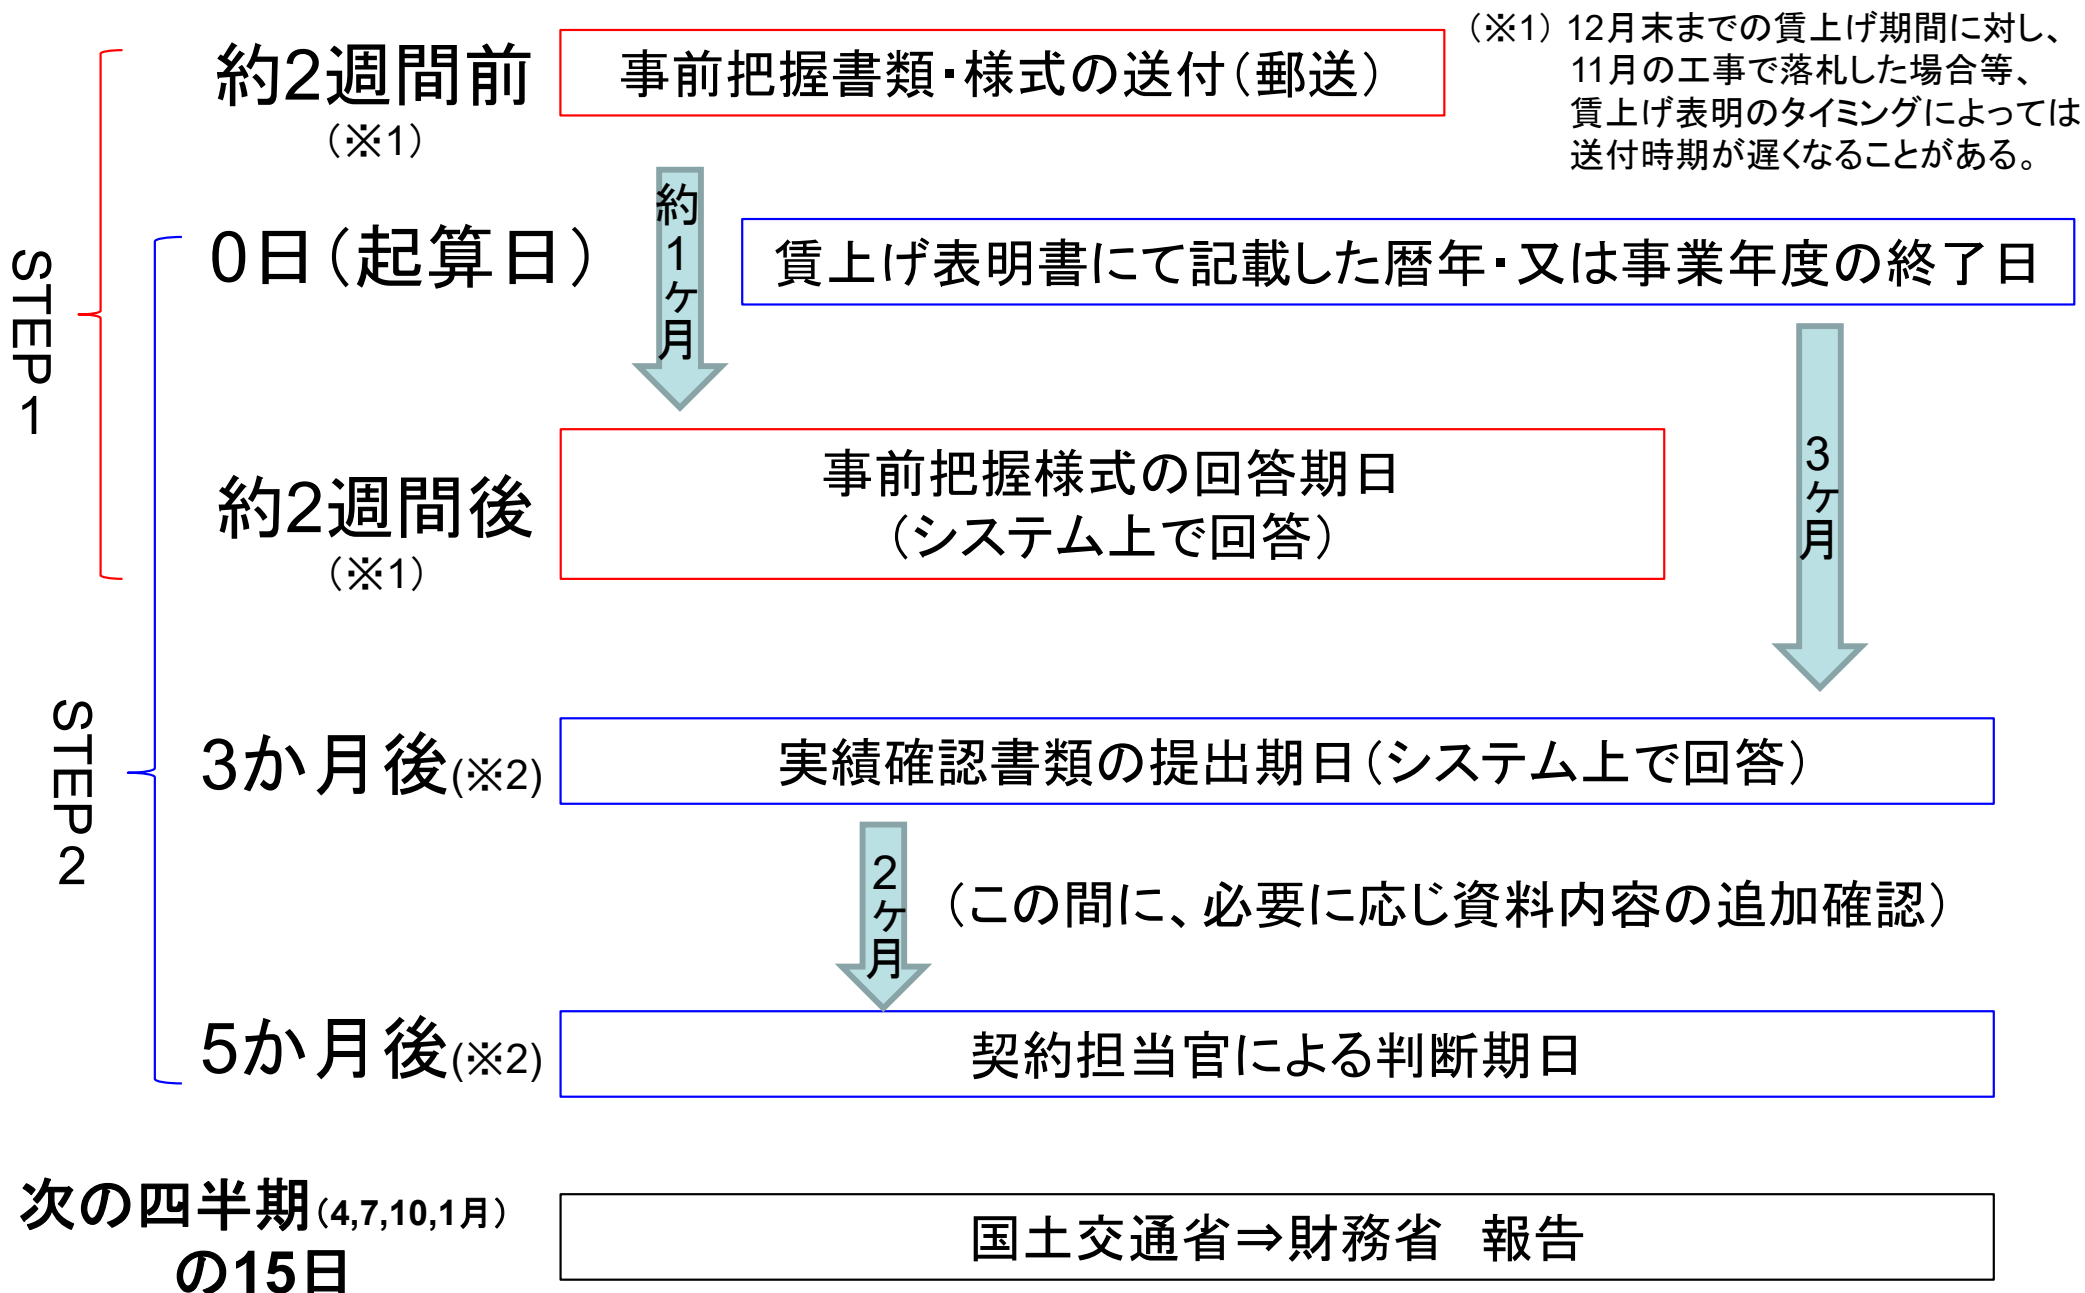 約2週間前
（※1）
事前把握書類・様式の送付（郵送）
（※1）12月末までの賃上げ期間に対し、
11月の工事で落札した場合等、
賃上げ表明のタイミングによっては
送付時期が遅くなることがある。
STEP1
約1ヶ月
0日（起算日）
賃上げ表明書にて記載した暦年・又は事業年度の終了日
3ヶ月
約2週間後
（※1）
事前把握様式の回答期日
（システム上で回答）
STEP2
3か月後(※2)
実績確認書類の提出期日（システム上で回答）
2ヶ月
（この間に、必要に応じ資料内容の追加確認）
5か月後(※2)
契約担当官による判断期日
次の四半期（4,7,10,1月）
の15日
国土交通省⇒財務省　報告